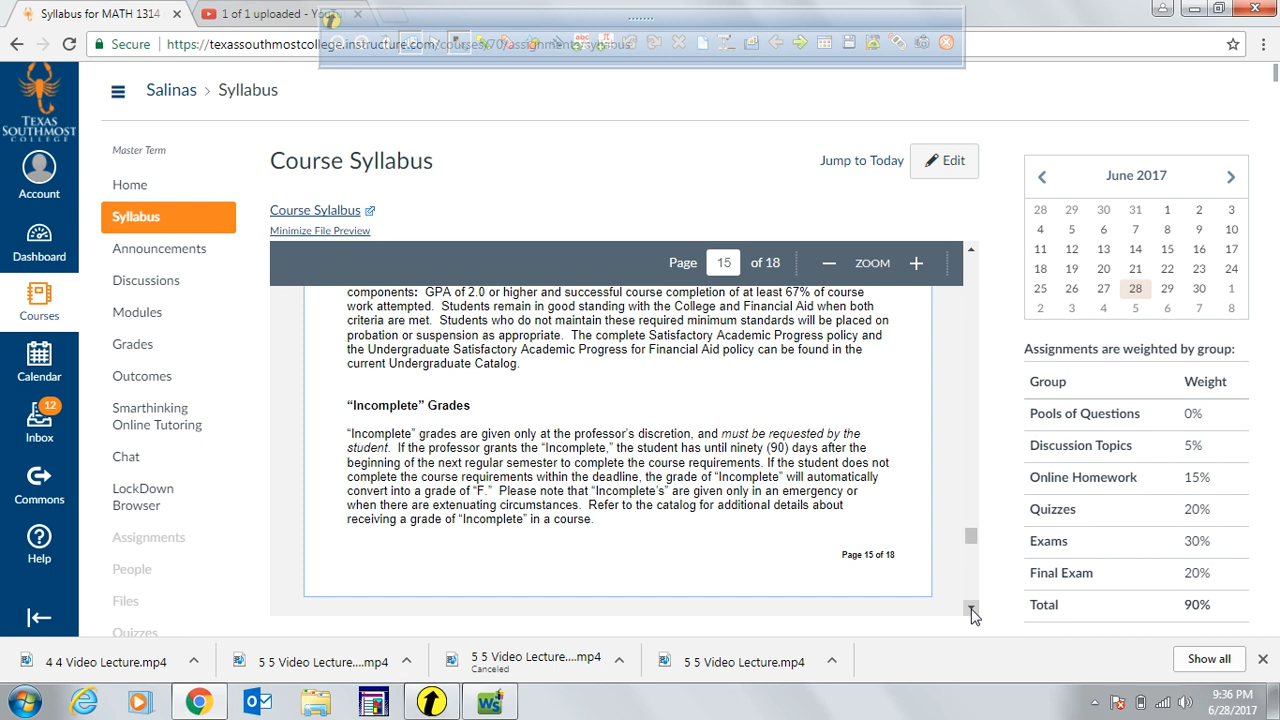 Syllabus for MATH 1314
1 of 1 uploaded - Yo
Secure
https://texassouthmostcollege.instructure.com/courses/70/assignments/syllabus
TEXAS
SOUTHMOST
COLLEGE
Account
Dashboard
Courses
Calendar
12
Inbox
Commons
Help
Salinas > Syllabus
Master Term
Home
Syllabus
Announcements
Discussions
Modules
Grades
Outcomes
Smarthinking
Online Tutoring
Chat
LockDown
Browser
Assignments
People
Files
Quizzes
Course Syllabus
Jump to Today
Edit
Course Sylalbus
Minimize File Preview
Page 15 of 18
ZOOM
components: GPA of 2.0 or higher and successful course completion of at least 67% of course
work attempted. Students remain in good standing with the College and Financial Aid when both
criteria are met. Students who do not maintain these required minimum standards will be placed on
probation or suspension as appropriate. The complete Satisfactory Academic Progress policy and
the Undergraduate Satisfactory Academic Progress for Financial Aid policy can be found in the
current Undergraduate Catalog.
“Incomplete” Grades
“Incomplete” grades are given only at the professor’s discretion, and must be requested by the
student. If the professor grants the “Incomplete,” the student has until ninety (90) days after the
beginning of the next regular semester to complete the course requirements. If the student does not
complete the course requirements within the deadline, the grade of “Incomplete” will automatically
convert into a grade of “F.” Please note that “Incomplete’s” are given only in an emergency or
when there are extenuating circumstances. Refer to the catalog for additional details about
receiving a grade of “Incomplete” in a course.
Page 15 of 18
June 2017
28 29 30 31 1 2 3
4 5 6 7 8 9 10
11 12 13 14 15 16 17
18 19 20 21 22 23 24
25 26 27 28 29 30 1
2 3 4 5 6 7 8
Assignments are weighted by group:
Group Weight
Pools of Questions 0%
Discussion Topics 5%
Online Homework 15%
Quizzes 20%
Exams 30%
Final Exam 20%
Total 90%
4 4 Video Lecture.mp4
5 5 Video Lecture....mp4
5 5 Video Lecture....mp4
Canceled
5 5 Video Lecture.mp4
Show all
9:36 PM
6/28/2017